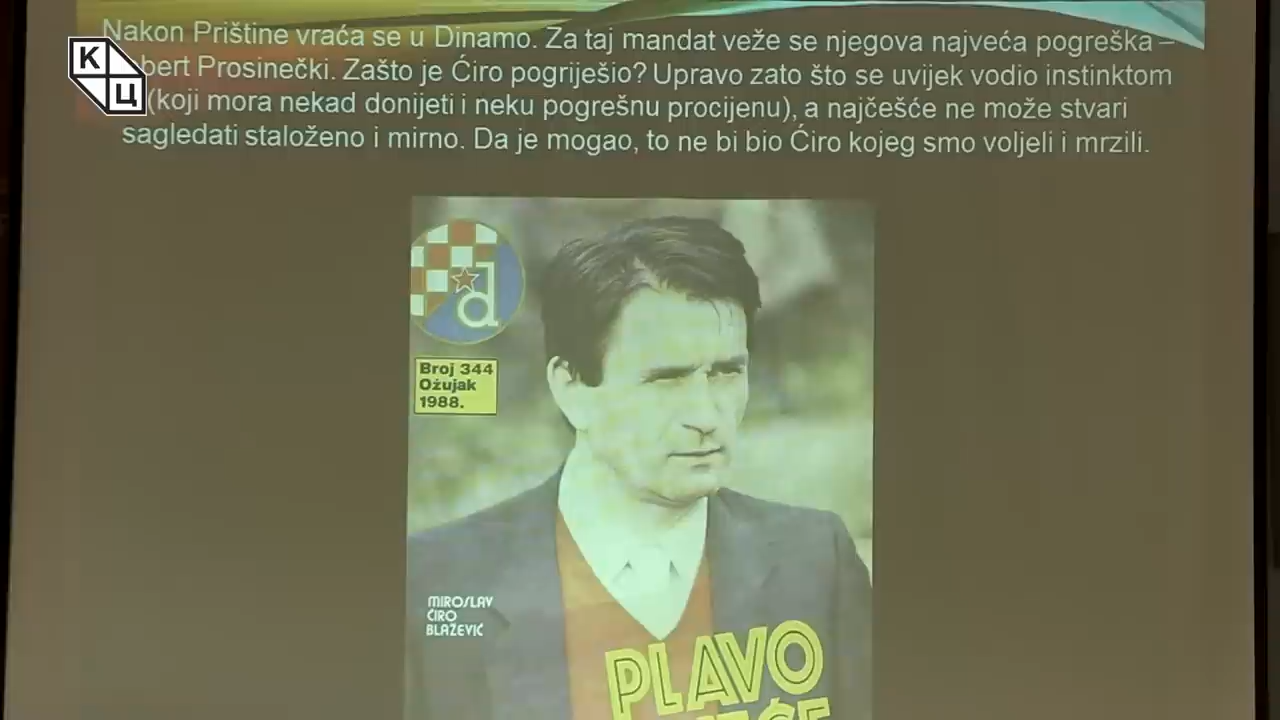 Nakon Prištine vraća se u Dinamo. Za taj mandat veže se njegova najveća pogreška –
bert Prosinečki. Zašto je Ćiro pogriješio? Upravo zato što se uvijek vodio instinktom
(koji mora nekad donijeti i neku pogrešnu procijenu), a najčešće ne može stvari
sagledati staloženo i mirno. Da je mogao, to ne bi bio Ćiro kojeg smo voljeli i mrzili.
К
Ц
d
Broj 344
Ožujak
1988.
MIROSLAV
ĆIRO
BLAŽEVIĆ
PLAVO